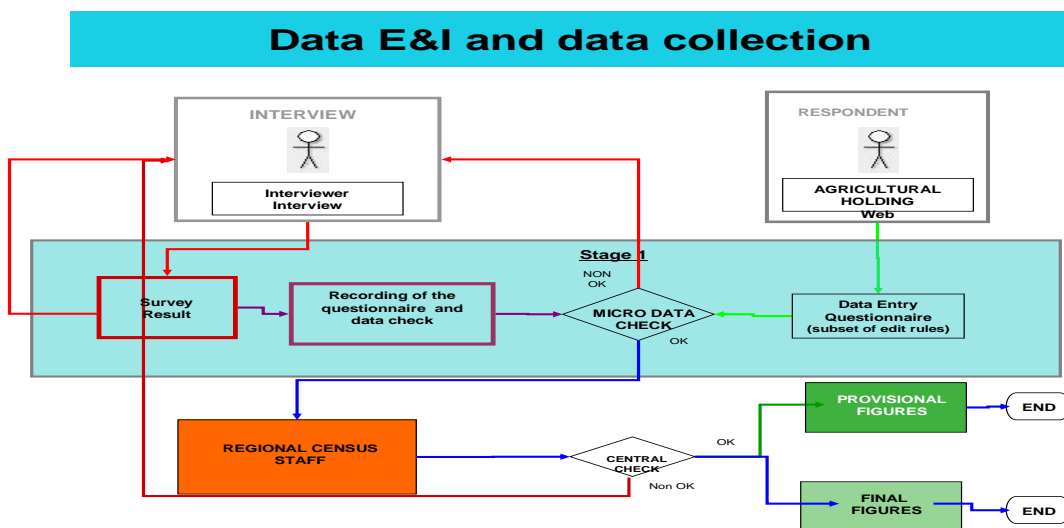 Data E&I and data collection
INTERVIEW
Interviewer
Interview
RESPONDENT
AGRICULTURAL
HOLDING
Web
Stage 1
Survey
Result
Recording of the
questionnaire and
data check
NON
OK
MICRO DATA
CHECK
OK
Data Entry
Questionnaire
(subset of edit rules)
REGIONAL CENSUS
STAFF
CENTRAL
CHECK
OK
Non OK
PROVISIONAL
FIGURES
END
FINAL
FIGURES
END